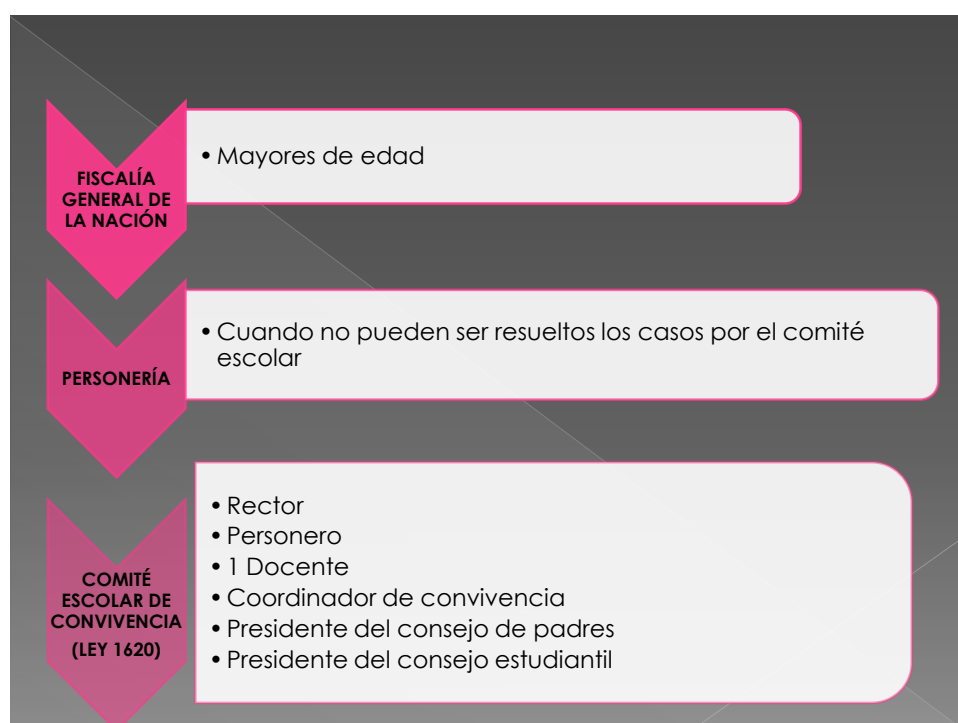 FISCALÍA
GENERAL DE
LA NACIÓN
• Mayores de edad
PERSONERÍA
• Cuando no pueden ser resueltos los casos por el comité
escolar
COMITÉ
ESCOLAR DE
CONVIVENCIA
(LEY 1620)
• Rector
• Personero
• 1 Docente
• Coordinador de convivencia
• Presidente del consejo de padres
• Presidente del consejo estudiantil